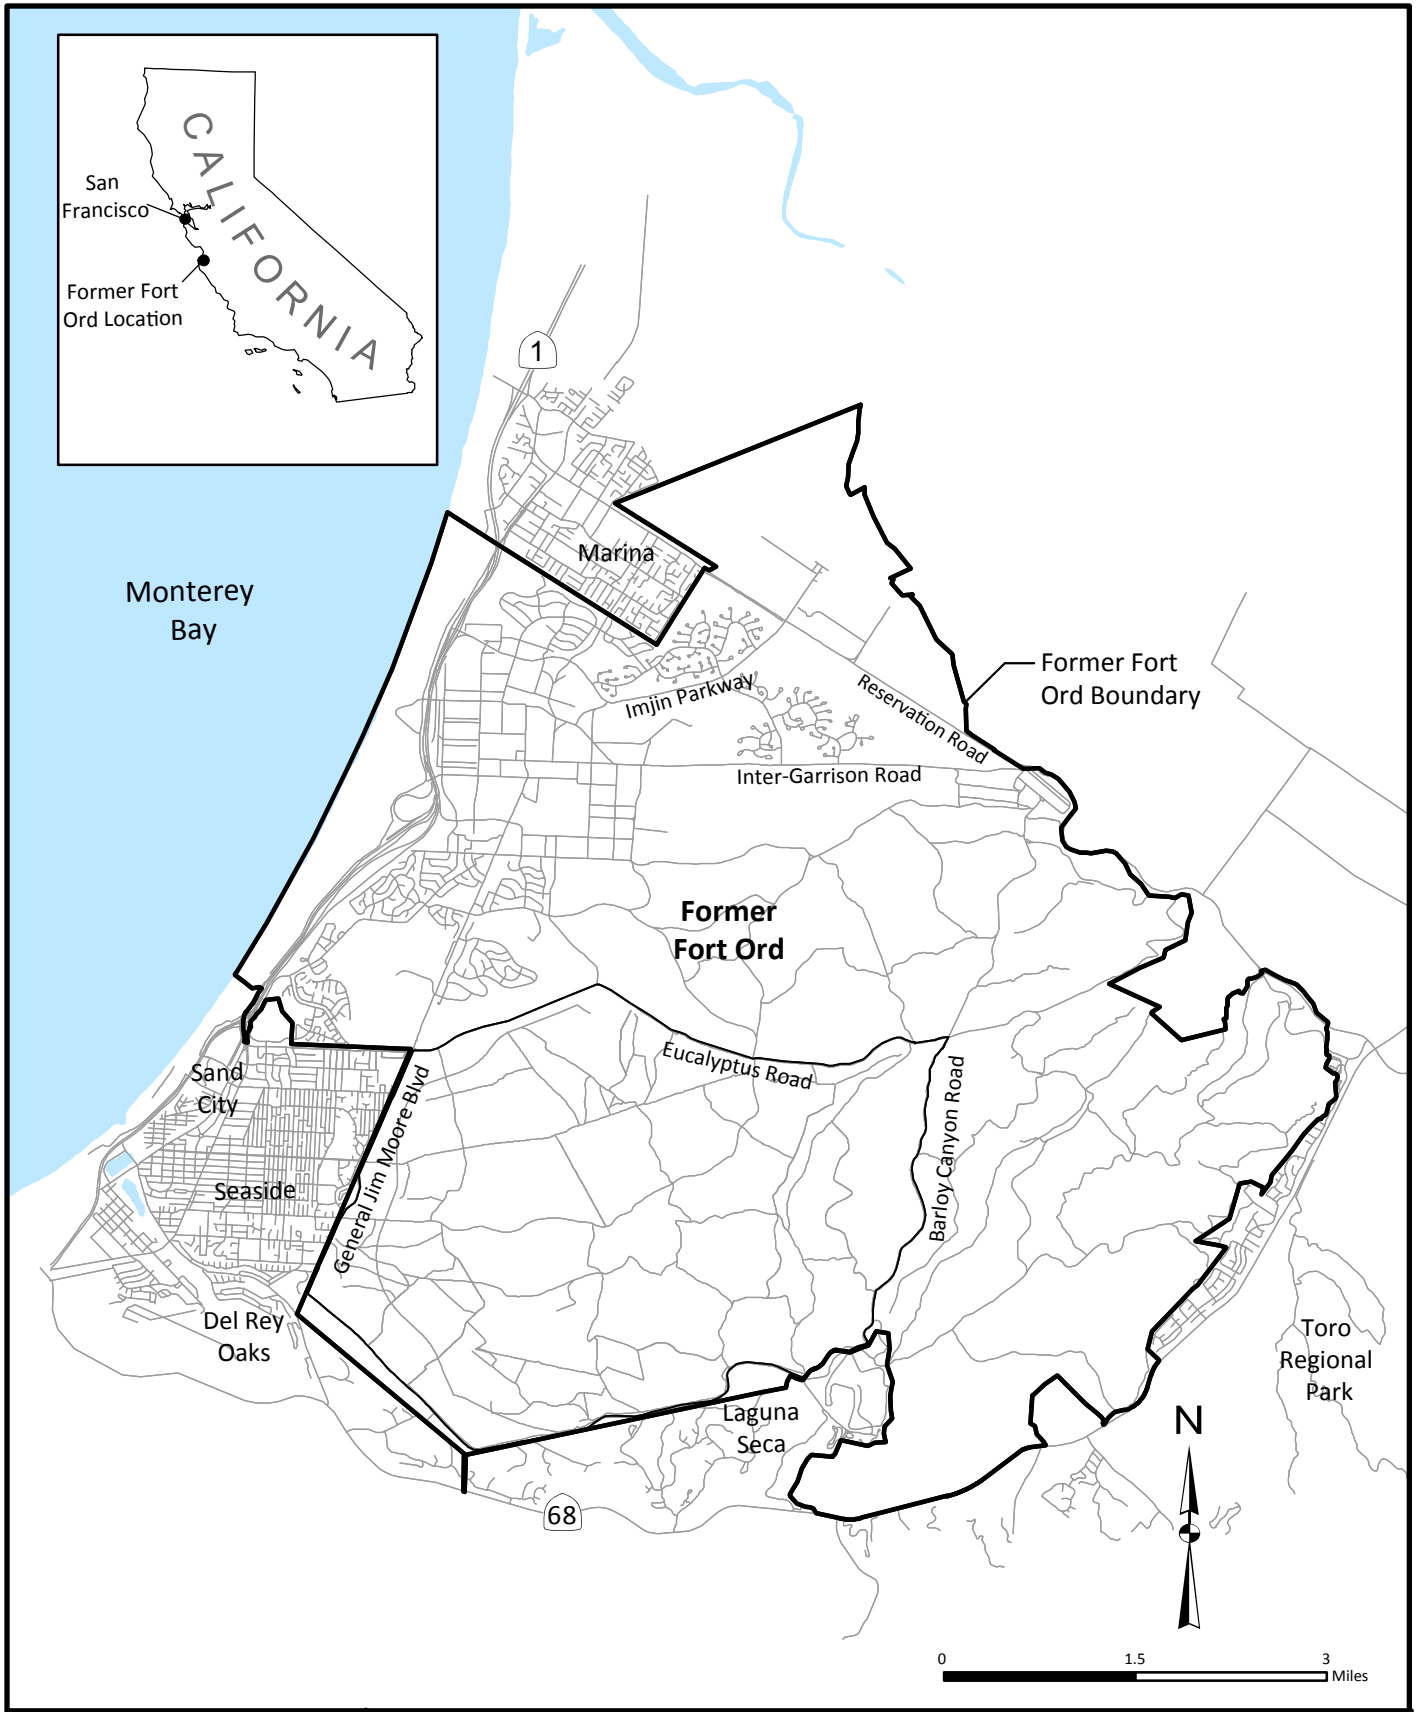 CALIFORNIA
San
Francisco
Former Fort
Ord Location
1
Marina
Monterey
Bay
Former Fort
Ord Boundary
Imjin Parkway
Reservation Road
Inter-Garrison Road
Former
Fort Ord
Eucalyptus Road
Sand
City
General Jim Moore Blvd
Barloy Canyon Road
Seaside
Del Rey
Oaks
Toro
Regional
Park
Laguna
Seca
N
68
0 1.5 3
Miles